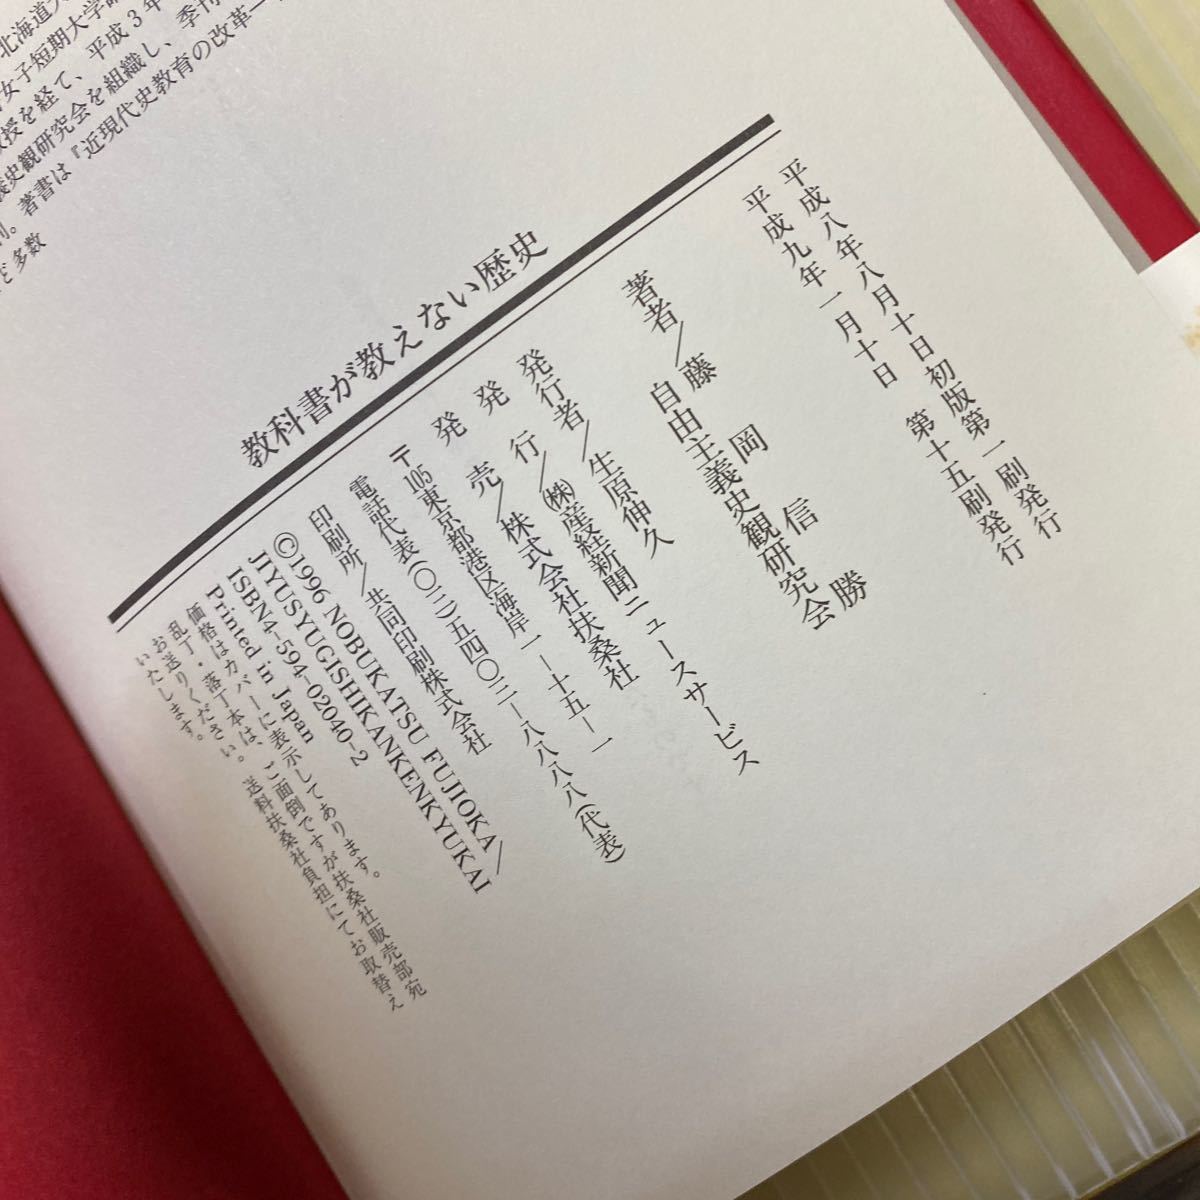 北海道大
女子短期大学
教授を経て、平成3年
義史観研究会を組織し、季刊
刊。著書は『近現代史教育の改革—
ど多数
教科書が教えない歴史
平成八年八月十日初版第一刷発行
平成九年一月十日　第十五刷発行
著者/藤岡信勝
自由主義史観研究会
発行者/生原伸久
発行/㈱産経新聞ニュースサービス
発売/株式会社扶桑社
〒105東京都港区海岸一－十五－一
電話代表(〇三)五四〇三－八八八八(代表)
印刷所/共同印刷株式会社
©1996 NOBUKATSU FUJIOKA/
JIYUSYUGISHIKANKENKYUKAI
ISBN4-594-02040-2
Printed in Japan
価格はカバーに表示してあります。
乱丁・落丁本は、ご面倒ですが扶桑社販売部宛
お送りください。送料扶桑社負担にてお取替え
いたします。